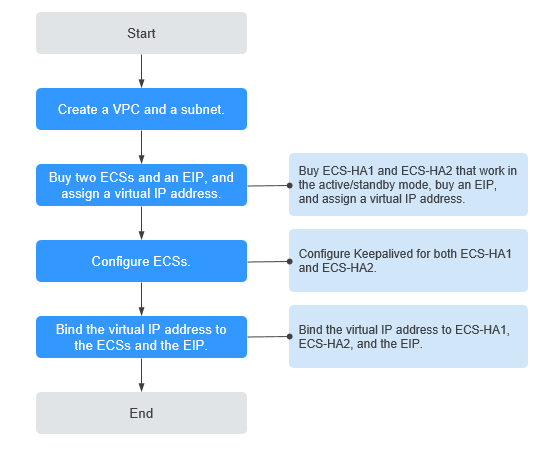 Start
Create a VPC and a subnet.
Buy two ECSs and an EIP, and
assign a virtual IP address.
Buy ECS-HA1 and ECS-HA2 that work in
the active/standby mode, buy an EIP,
and assign a virtual IP address.
Configure ECSs.
Configure Keepalived for both ECS-HA1
and ECS-HA2.
Bind the virtual IP address to
the ECSs and the EIP.
Bind the virtual IP address to ECS-HA1,
ECS-HA2, and the EIP.
End